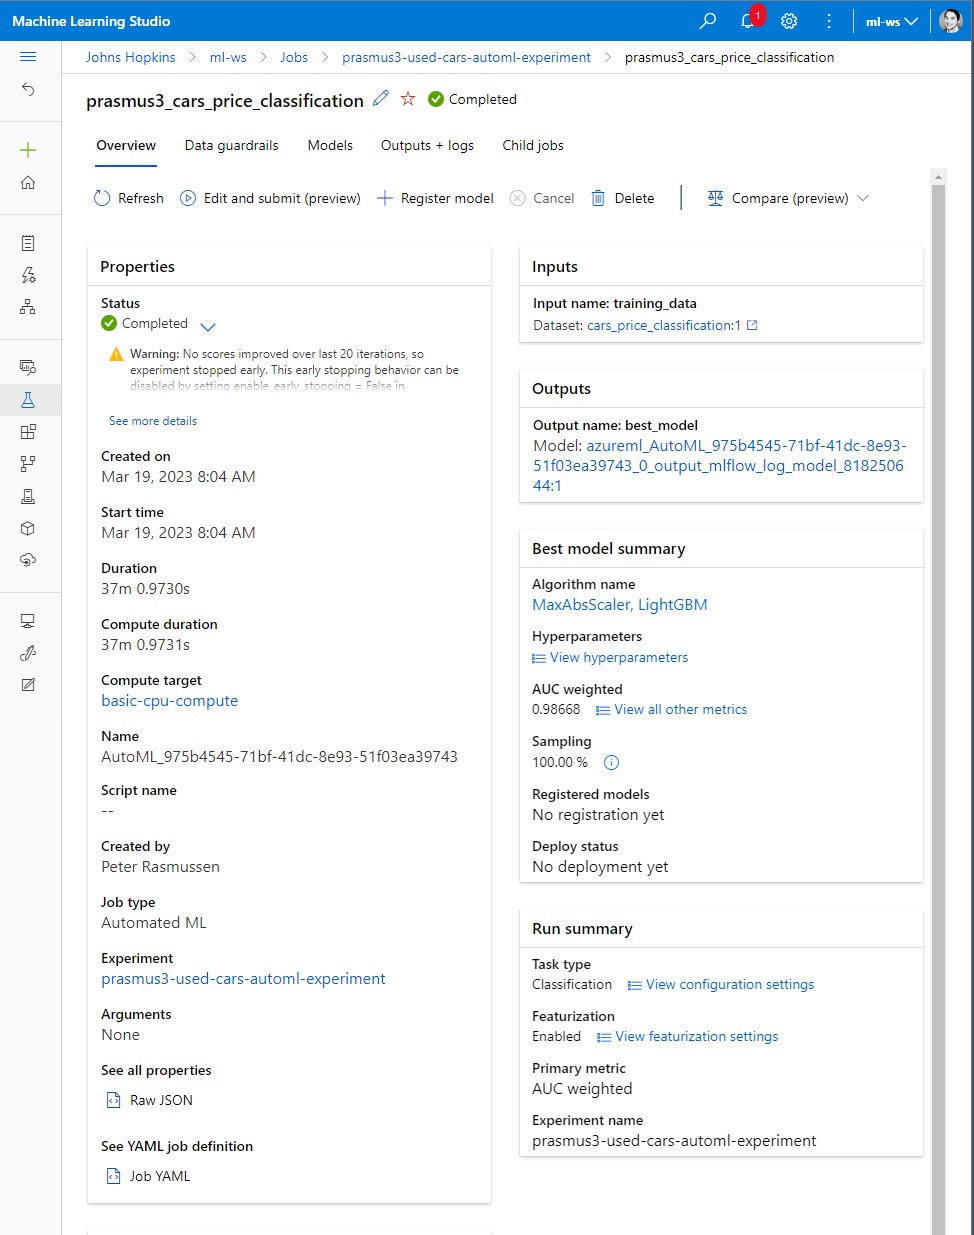 Machine Learning Studio
1
ml-ws
Johns Hopkins > ml-ws > Jobs > prasmus3-used-cars-automl-experiment > prasmus3_cars_price_classification
prasmus3_cars_price_classification
Completed
Overview
Data guardrails
Models
Outputs + logs
Child jobs
Refresh
Edit and submit (preview)
Register model
Cancel
Delete
Compare (preview)
Properties
Status
Completed
Warning: No scores improved over last 20 iterations, so
experiment stopped early. This early stopping behavior can be
disabled by setting enable_early_stopping = False in
See more details
Created on
Mar 19, 2023 8:04 AM
Start time
Mar 19, 2023 8:04 AM
Duration
37m 0.9730s
Compute duration
37m 0.9731s
Compute target
basic-cpu-compute
Name
AutoML_975b4545-71bf-41dc-8e93-51f03ea39743
Script name
--
Created by
Peter Rasmussen
Job type
Automated ML
Experiment
prasmus3-used-cars-automl-experiment
Arguments
None
See all properties
Raw JSON
See YAML job definition
Job YAML
Inputs
Input name: training_data
Dataset: cars_price_classification:1
Outputs
Output name: best_model
Model: azureml_AutoML_975b4545-71bf-41dc-8e93-
51f03ea39743_0_output_mlflow_log_model_818250
644:1
Best model summary
Algorithm name
MaxAbsScaler, LightGBM
Hyperparameters
View hyperparameters
AUC weighted
0.98668 View all other metrics
Sampling
100.00 %
Registered models
No registration yet
Deploy status
No deployment yet
Run summary
Task type
Classification View configuration settings
Featurization
Enabled View featurization settings
Primary metric
AUC weighted
Experiment name
prasmus3-used-cars-automl-experiment